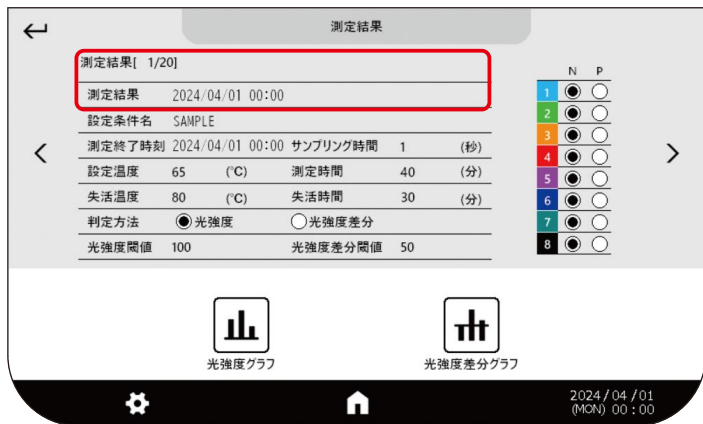 測定結果
測定結果[ 1/20]
測定結果 2024/04/01 00:00
設定条件名 SAMPLE
測定終了時刻 2024/04/01 00:00 サンプリング時間 1 (秒)
設定温度 65 (℃) 測定時間 40 (分)
失活温度 80 (℃) 失活時間 30 (分)
判定方法 光強度 光強度差分
光強度閾値 100 光強度差分閾値 50
N P
1
2
3
4
5
6
7
8
光強度グラフ 光強度差分グラフ
2024/04/01
(MON) 00:00